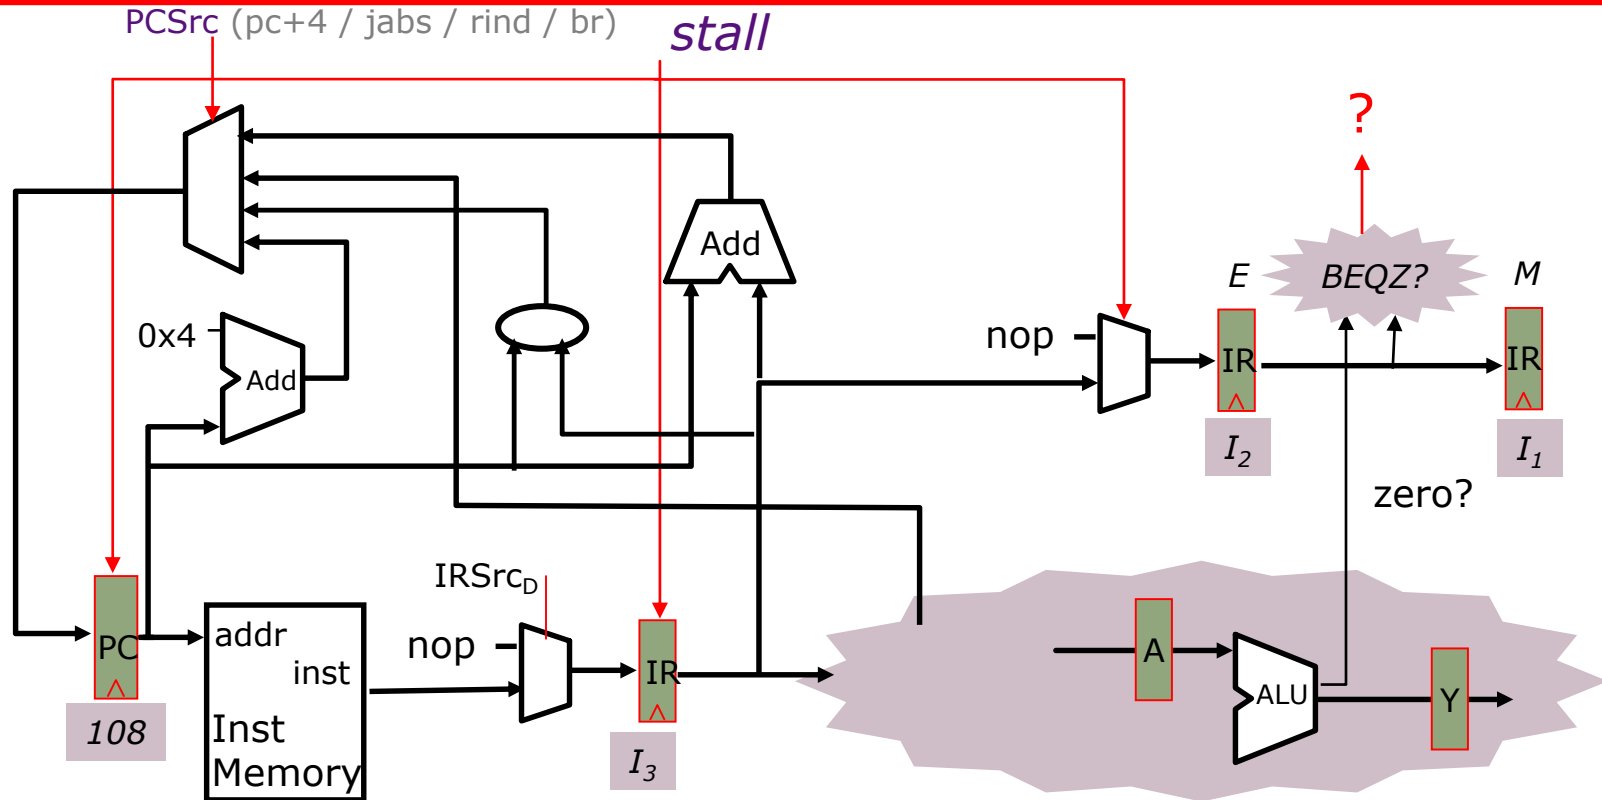 PCSrc (pc+4 / jabs / rind / br)
stall
?
Add
E
BEQZ?
M
0x4
Add
nop
IR
IR
I2
I1
zero?
IRSrcD
PC
addr
inst
nop
IR
A
ALU
Y
108
Inst
Memory
I3